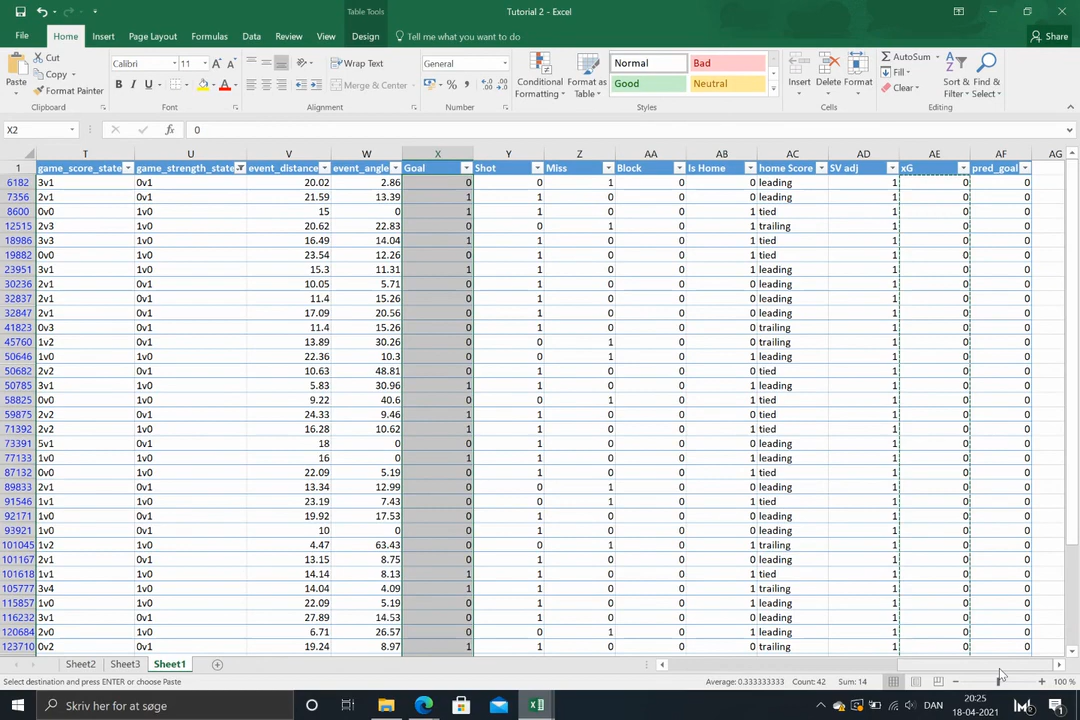 Table Tools
Tutorial 2 - Excel
File Home Insert Page Layout Formulas Data Review View Design Tell me what you want to do Share
Cut
Copy
Format Painter
Paste
Clipboard
Calibri 11
B I U
Font
Wrap Text
Merge & Center
Alignment
General
Number
Conditional Formatting
Format as Table
Normal Bad
Good Neutral
Styles
Insert Delete Format
Cells
AutoSum
Fill
Clear
Sort & Filter
Find & Select
Editing
X2 fx 0
T U V W X Y Z AA AB AC AD AE AF AG
1 game_score_state game_strength_state event_distance event_angle Goal Shot Miss Block Is Home home Score SV adj xG pred_goal
6182 3v1 0v1 20.02 2.86 0 0 1 0 0 leading 1 0 0
7356 2v1 0v1 21.59 13.39 1 1 0 0 0 leading 1 0 0
8600 0v0 1v0 15 0 1 1 0 0 1 tied 1 0 0
12515 2v3 1v0 20.62 22.83 0 0 1 0 1 trailing 1 0 0
18986 3v3 1v0 16.49 14.04 1 1 0 0 1 tied 1 0 0
19882 0v0 1v0 23.54 12.26 0 1 0 0 1 tied 1 0 0
23951 3v1 0v1 15.3 11.31 1 1 0 0 0 leading 1 0 0
30236 2v1 0v1 10.05 5.71 0 1 0 0 0 leading 1 0 0
32837 2v1 0v1 11.4 15.26 0 1 0 0 0 leading 1 0 0
32847 2v1 0v1 17.09 20.56 0 1 0 0 0 leading 1 0 0
41823 0v3 0v1 11.4 15.26 0 1 0 0 0 trailing 1 0 0
45760 1v2 0v1 13.89 30.26 0 0 1 0 0 trailing 1 0 0
50646 1v0 1v0 22.36 10.3 0 0 1 0 1 leading 1 0 0
50682 2v2 0v1 10.63 48.81 0 1 0 0 0 tied 1 0 0
50785 3v1 1v0 5.83 30.96 1 1 0 0 1 leading 1 0 0
58825 0v0 1v0 9.22 40.6 0 0 1 0 1 tied 1 0 0
59875 2v2 0v1 24.33 9.46 1 1 0 0 0 tied 1 0 0
71392 2v2 1v0 16.28 10.62 1 1 0 0 1 tied 1 0 0
73391 5v1 0v1 18 0 0 1 0 0 0 leading 1 0 0
77133 1v0 1v0 16 0 1 1 0 0 1 leading 1 0 0
87132 0v0 1v0 22.09 5.19 0 1 0 0 1 tied 1 0 0
89833 2v1 0v1 13.34 12.99 0 0 1 0 0 leading 1 0 0
91546 1v1 1v0 23.19 7.43 0 0 1 0 1 tied 1 0 0
92171 1v0 0v1 19.92 17.53 0 1 0 0 0 leading 1 0 0
93921 1v0 0v1 10 0 0 1 0 0 0 leading 1 0 0
101045 1v2 1v0 4.47 63.43 0 0 1 0 1 trailing 1 0 0
101167 2v1 0v1 13.15 8.75 0 1 0 0 0 leading 1 0 0
101618 1v1 1v0 14.14 8.13 1 1 0 0 1 tied 1 0 0
105777 3v4 1v0 14.04 4.09 0 1 0 0 1 trailing 1 0 0
115857 1v0 0v1 22.09 5.19 0 1 0 0 0 leading 1 0 0
116232 3v1 0v1 27.89 14.53 0 1 0 0 0 leading 1 0 0
120684 2v0 1v0 6.71 26.57 0 0 1 0 1 leading 1 0 0
123710 0v2 0v1 19.24 8.97 1 1 0 0 0 trailing 1 0 0
Sheet2 Sheet3 Sheet1
Select destination and press ENTER or choose Paste Average: 0.333333333 Count: 42 Sum: 14 100 %
Skriv her for at søge
DAN
20:25
18-04-2021